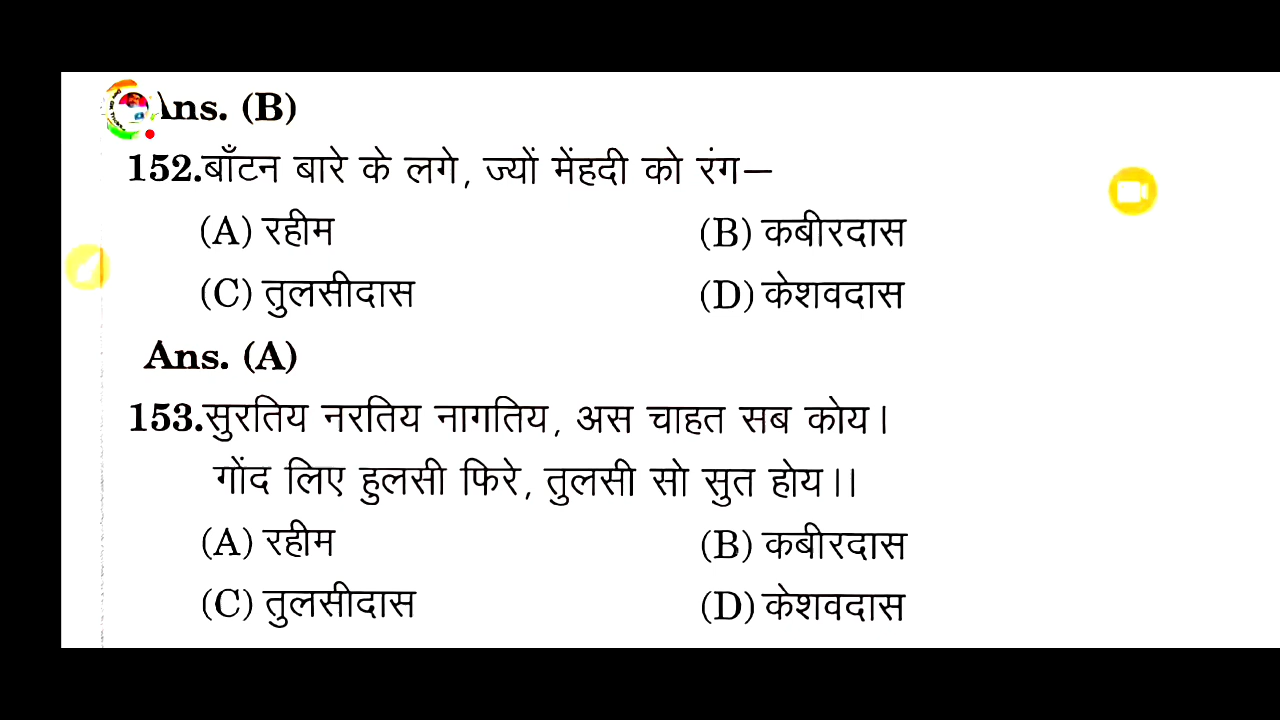 Ans. (B)
152.बाँटन बारे के लगे, ज्यों मेंहदी को रंग–
(A) रहीम (B) कबीरदास
(C) तुलसीदास (D) केशवदास
Ans. (A)
153.सुरतिय नरतिय नागतिय, अस चाहत सब कोय।
गोंद लिए हुलसी फिरे, तुलसी सो सुत होय।।
(A) रहीम (B) कबीरदास
(C) तुलसीदास (D) केशवदास